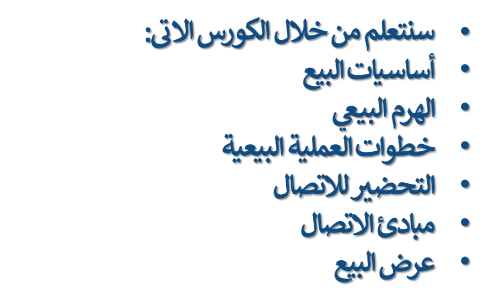 • سنتعلم من خلال الكورس الاتى:
• أساسيات البيع
• الهرم البيعي
• خطوات العملية البيعية
• التحضير للاتصال
• مبادئ الاتصال
• عرض البيع